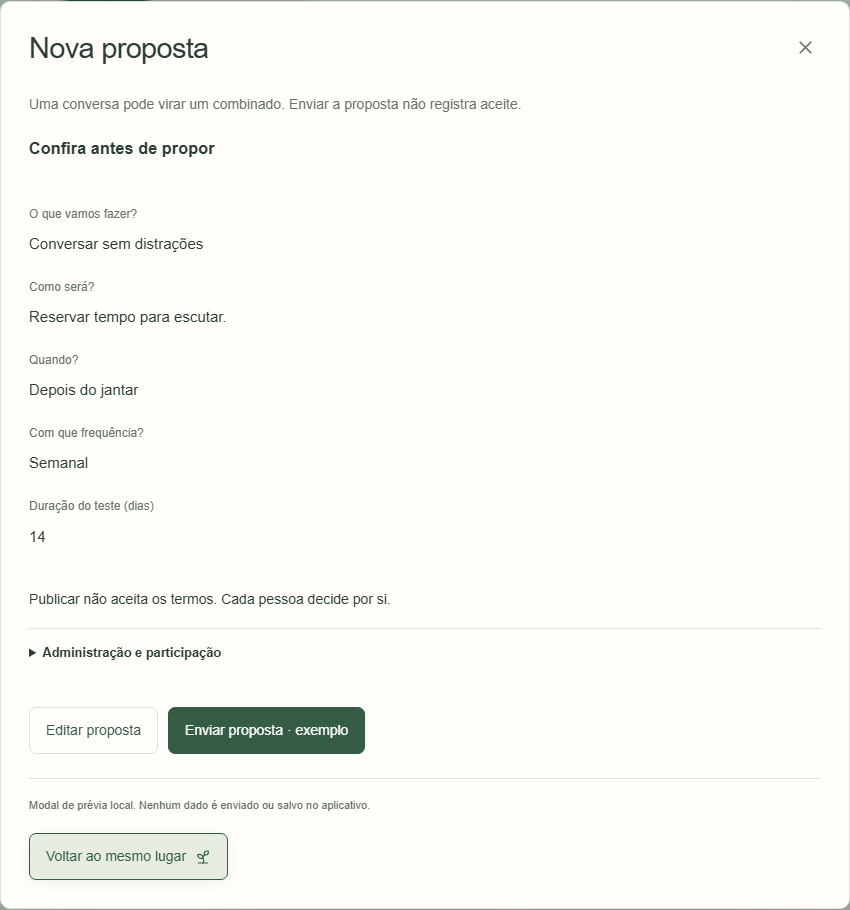 Nova proposta
Uma conversa pode virar um combinado. Enviar a proposta não registra aceite.
Confira antes de propor
O que vamos fazer?
Conversar sem distrações
Como será?
Reservar tempo para escutar.
Quando?
Depois do jantar
Com que frequência?
Semanal
Duração do teste (dias)
14
Publicar não aceita os termos. Cada pessoa decide por si.
Administração e participação
Editar proposta
Enviar proposta · exemplo
Modal de prévia local. Nenhum dado é enviado ou salvo no aplicativo.
Voltar ao mesmo lugar